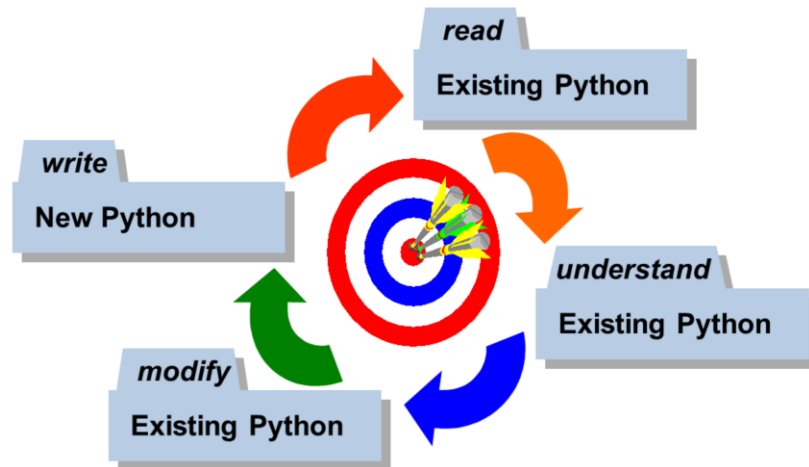 read
Existing Python
write
New Python
understand
Existing Python
modify
Existing Python